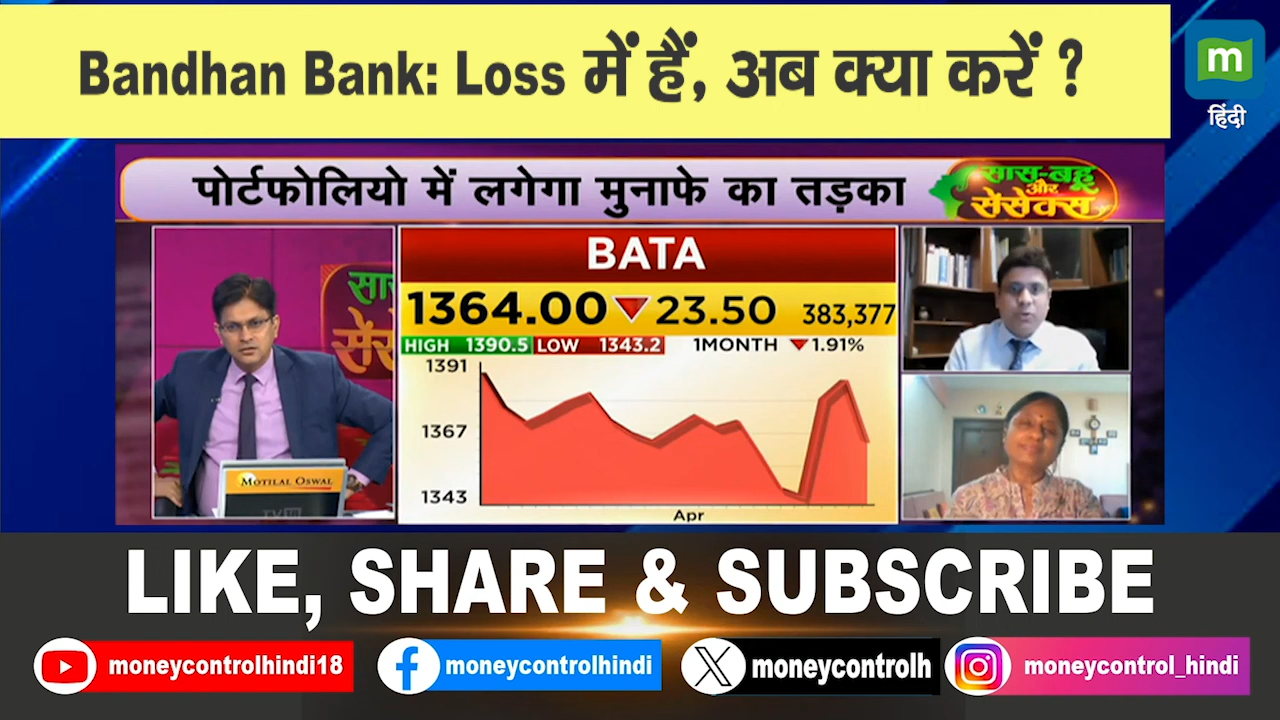 Bandhan Bank: Loss में हैं, अब क्या करें ?
m
हिंदी
पोर्टफोलियो में लगेगा मुनाफे का तड़का
सास-बहू
और
सेंसेक्स
BATA
1364.00 23.50 383,377
HIGH 1390.5 LOW 1343.2 1MONTH 1.91%
1391
1367
1343
Apr
MOTILAL OSWAL
LIKE, SHARE & SUBSCRIBE
moneycontrolhindi18
moneycontrolhindi
moneycontrolh
moneycontrol_hindi